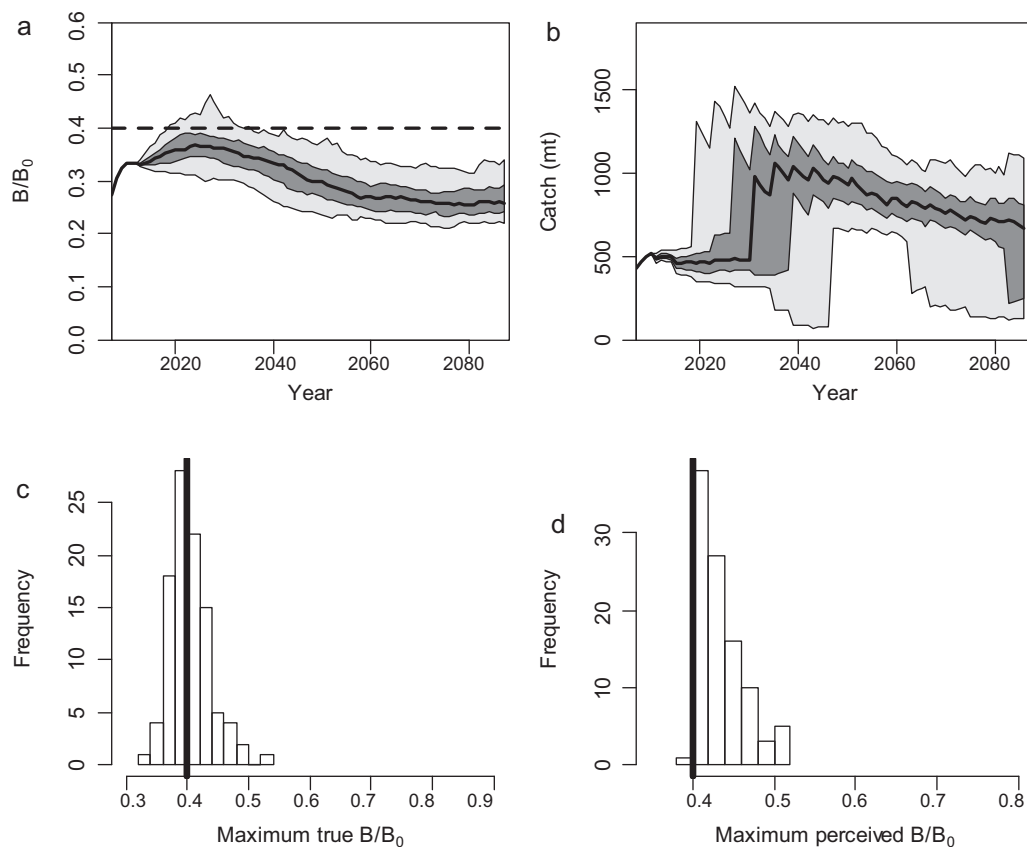 a
0.6
0.5
0.4
0.3
0.2
0.1
0.0
B/B0
2020 2040 2060 2080
Year
b
1500
1000
500
0
Catch (mt)
2020 2040 2060 2080
Year
c
25
20
15
10
5
0
Frequency
0.3 0.4 0.5 0.6 0.7 0.8 0.9
Maximum true B/B0
d
30
20
10
0
Frequency
0.4 0.5 0.6 0.7 0.8
Maximum perceived B/B0